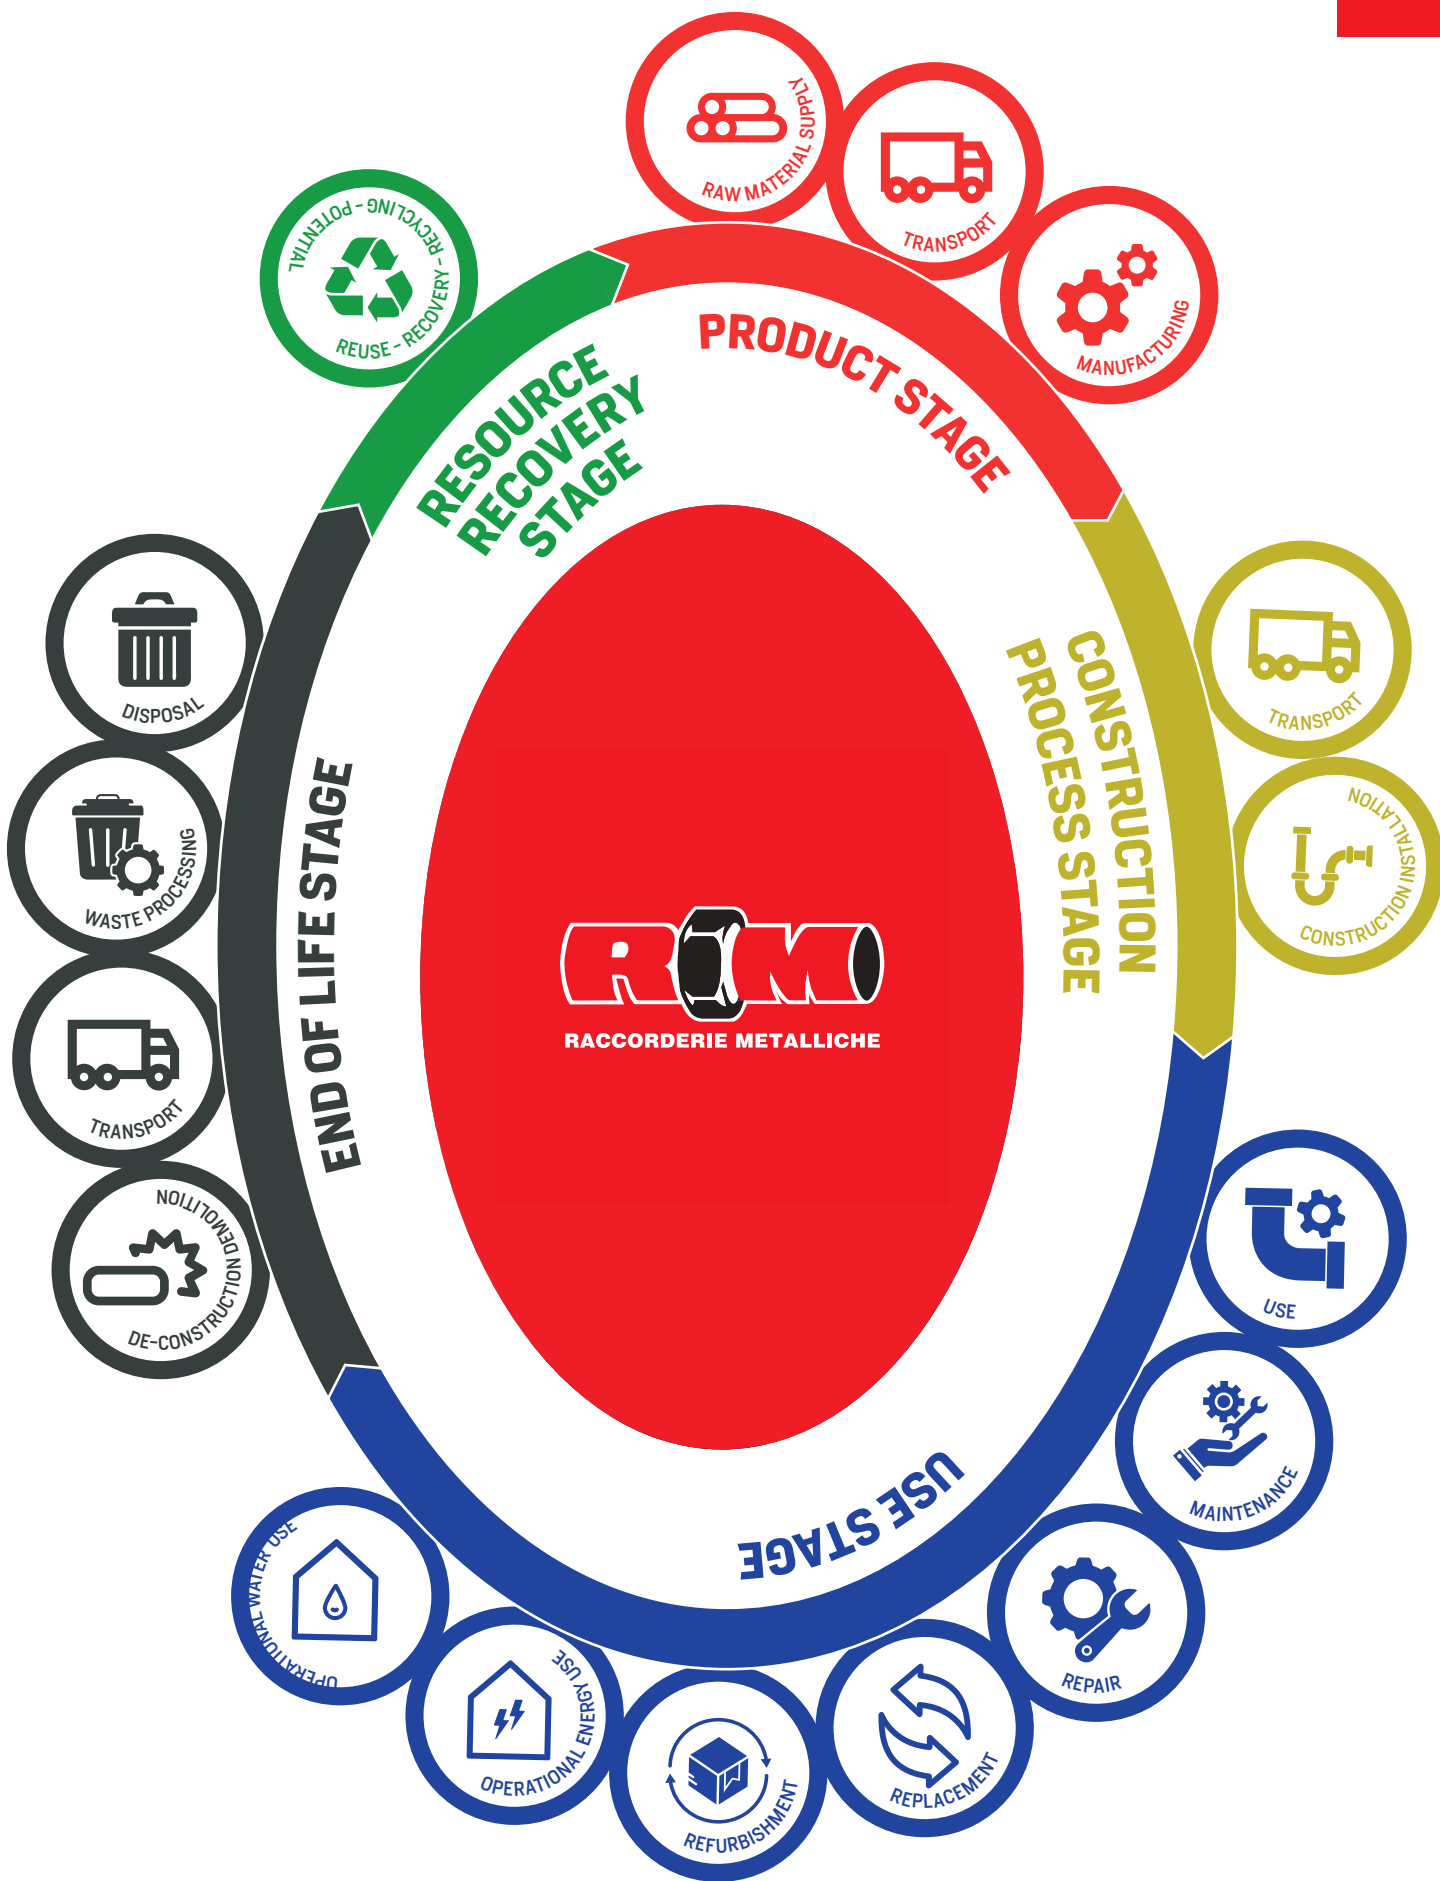 RAW MATERIAL SUPPLY
TRANSPORT
MANUFACTURING
PRODUCT STAGE
TRANSPORT
CONSTRUCTION INSTALLATION
CONSTRUCTION
PROCESS STAGE
USE
MAINTENANCE
REPAIR
REPLACEMENT
REFURBISHMENT
OPERATIONAL ENERGY USE
OPERATIONAL WATER USE
USE STAGE
DE-CONSTRUCTION DEMOLITION
TRANSPORT
WASTE PROCESSING
DISPOSAL
END OF LIFE STAGE
REUSE - RECOVERY - RECYCLING - POTENTIAL
RESOURCE
RECOVERY
STAGE
RM
RACCORDERIE METALLICHE